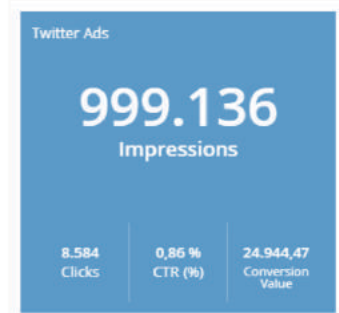 Twitter Ads
999.136
Impressions
8.584
Clicks
0,86 %
CTR (%)
24.944,47
Conversion
Value